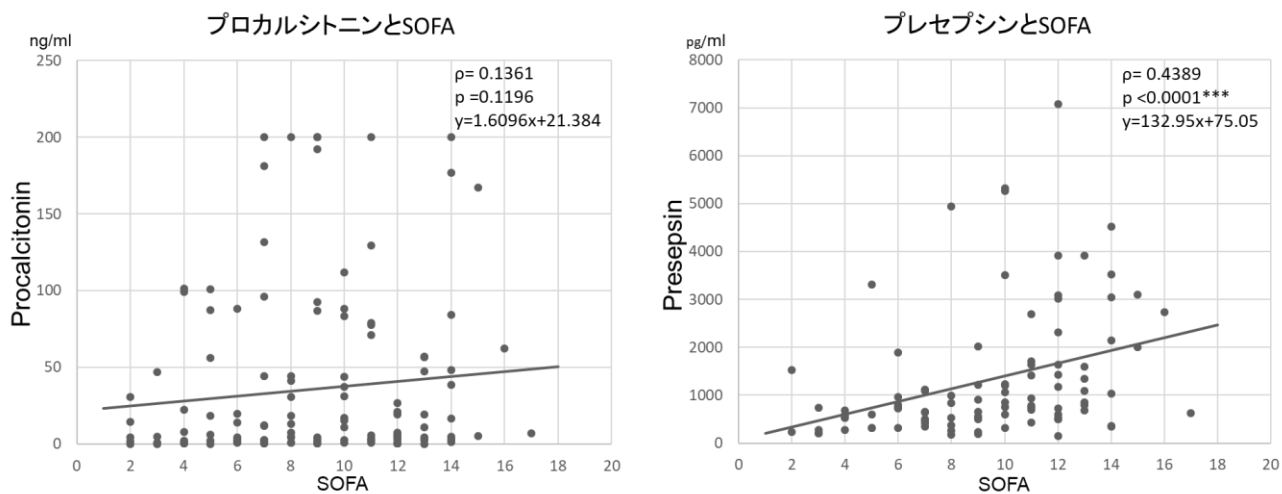 プロカルシトニンとSOFA
ng/ml
250
200
150
100
50
0
ρ= 0.1361
p =0.1196
y=1.6096x+21.384
Procalcitonin
0 2 4 6 8 10 12 14 16 18 20
SOFA
プレセプシンとSOFA
pg/ml
8000
7000
6000
5000
4000
3000
2000
1000
0
ρ= 0.4389
p <0.0001***
y=132.95x+75.05
Presepsin
0 2 4 6 8 10 12 14 16 18 20
SOFA